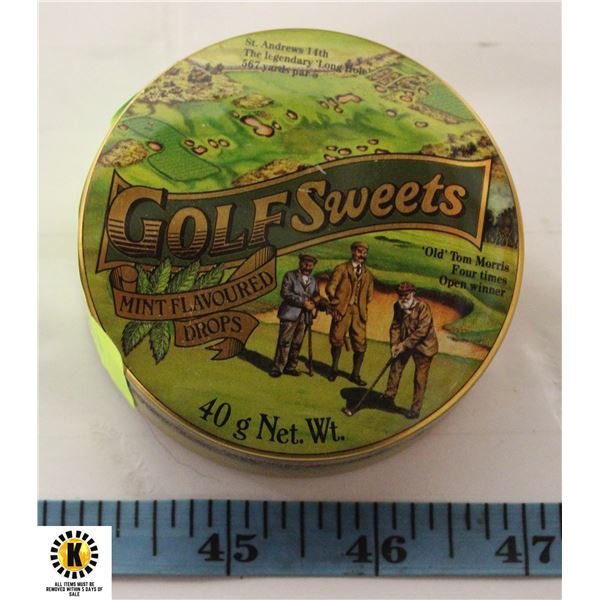 St. Andrews 14th
The legendary 'Long Hole'
567 yards par 5
GOLF Sweets
'Old' Tom Morris
Four times
Open winner
MINT FLAVOURED
DROPS
40 g Net. Wt.
45 46 47
K
ALL ITEMS MUST BE
REMOVED WITHIN 5 DAYS OF
SALE